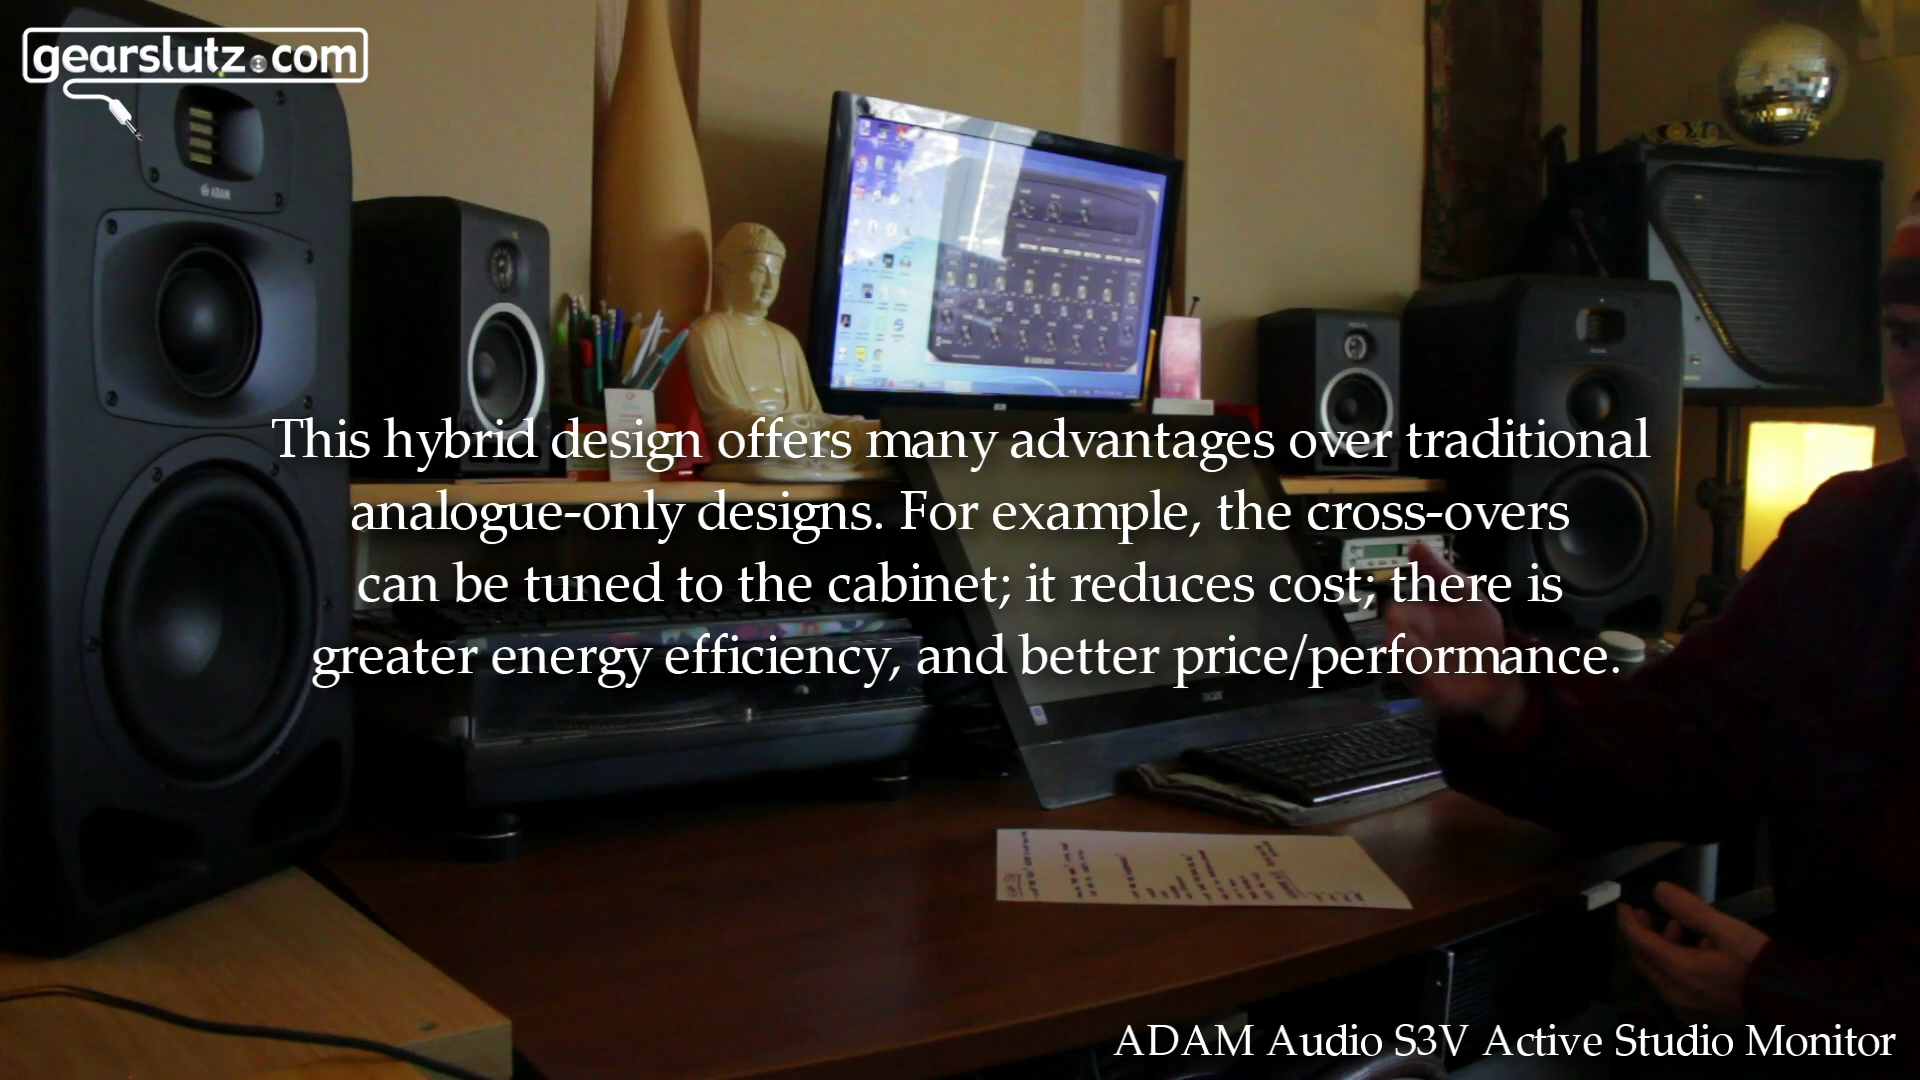 gearslutz.com
ADAM
This hybrid design offers many advantages over traditional
analogue-only designs. For example, the cross-overs
can be tuned to the cabinet; it reduces cost; there is
greater energy efficiency, and better price/performance.
acer
ADAM Audio S3V Active Studio Monitor